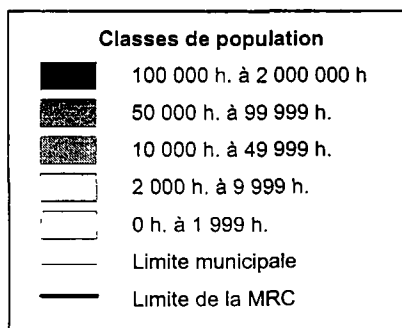 Classes de population
100 000 h. à 2 000 000 h
50 000 h. à 99 999 h.
10 000 h. à 49 999 h.
2 000 h. à 9 999 h.
0 h. à 1 999 h.
Limite municipale
Limite de la MRC